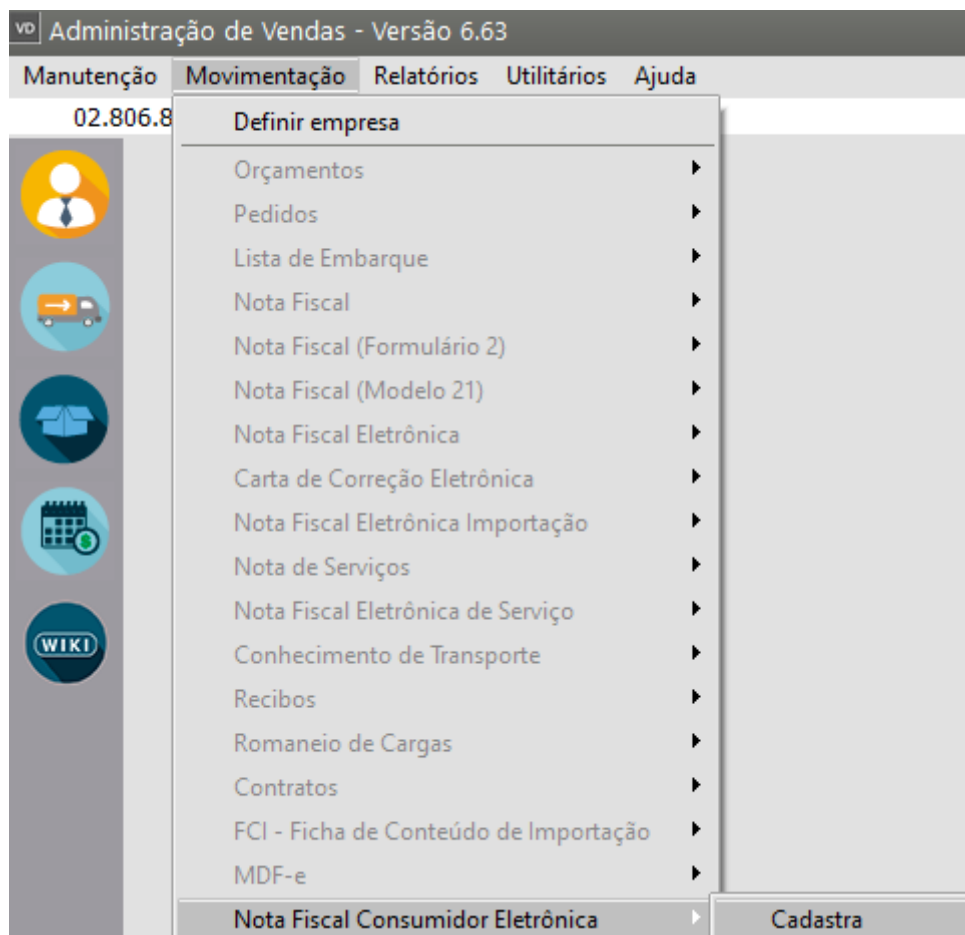 VD Administração de Vendas - Versão 6.63
Manutenção Movimentação Relatórios Utilitários Ajuda
02.806.8
Definir empresa
Orçamentos
Pedidos
Lista de Embarque
Nota Fiscal
Nota Fiscal (Formulário 2)
Nota Fiscal (Modelo 21)
Nota Fiscal Eletrônica
Carta de Correção Eletrônica
Nota Fiscal Eletrônica Importação
Nota de Serviços
Nota Fiscal Eletrônica de Serviço
WIKI
Conhecimento de Transporte
Recibos
Romaneio de Cargas
Contratos
FCI - Ficha de Conteúdo de Importação
MDF-e
Nota Fiscal Consumidor Eletrônica Cadastra